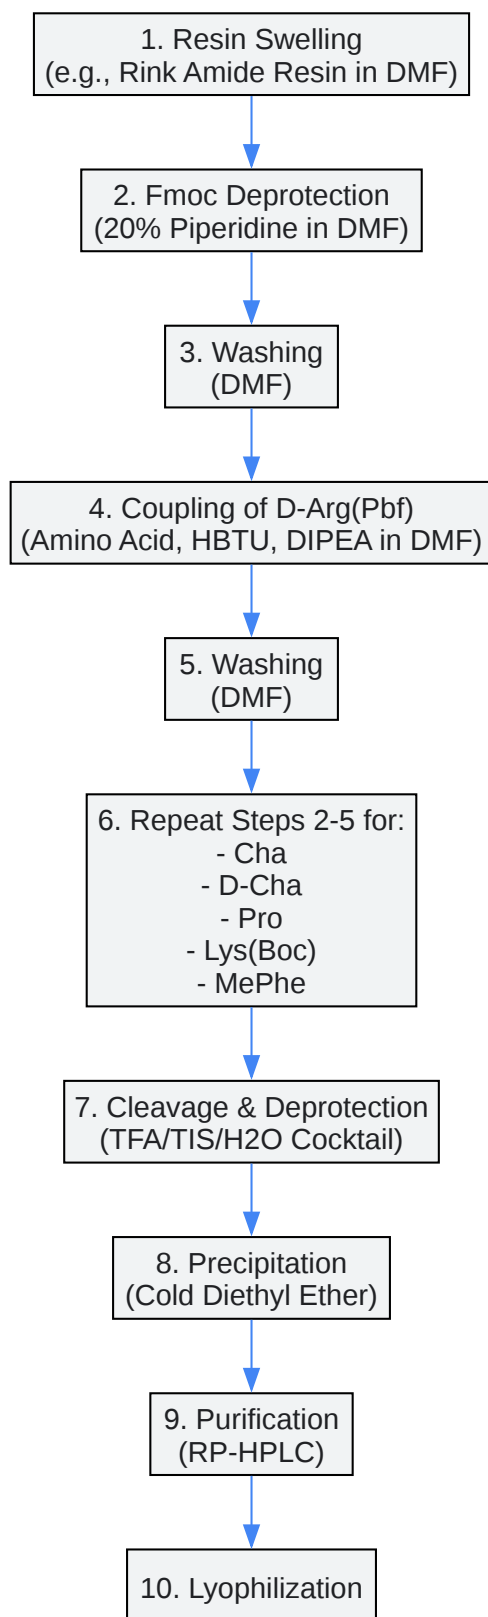 1. Resin Swelling
(e.g., Rink Amide Resin in DMF)
2. Fmoc Deprotection
(20% Piperidine in DMF)
3. Washing
(DMF)
4. Coupling of D-Arg(Pbf)
(Amino Acid, HBTU, DIPEA in DMF)
5. Washing
(DMF)
6. Repeat Steps 2-5 for:
- Cha
- D-Cha
- Pro
- Lys(Boc)
- MePhe
7. Cleavage & Deprotection
(TFA/TIS/H2O Cocktail)
8. Precipitation
(Cold Diethyl Ether)
9. Purification
(RP-HPLC)
10. Lyophilization